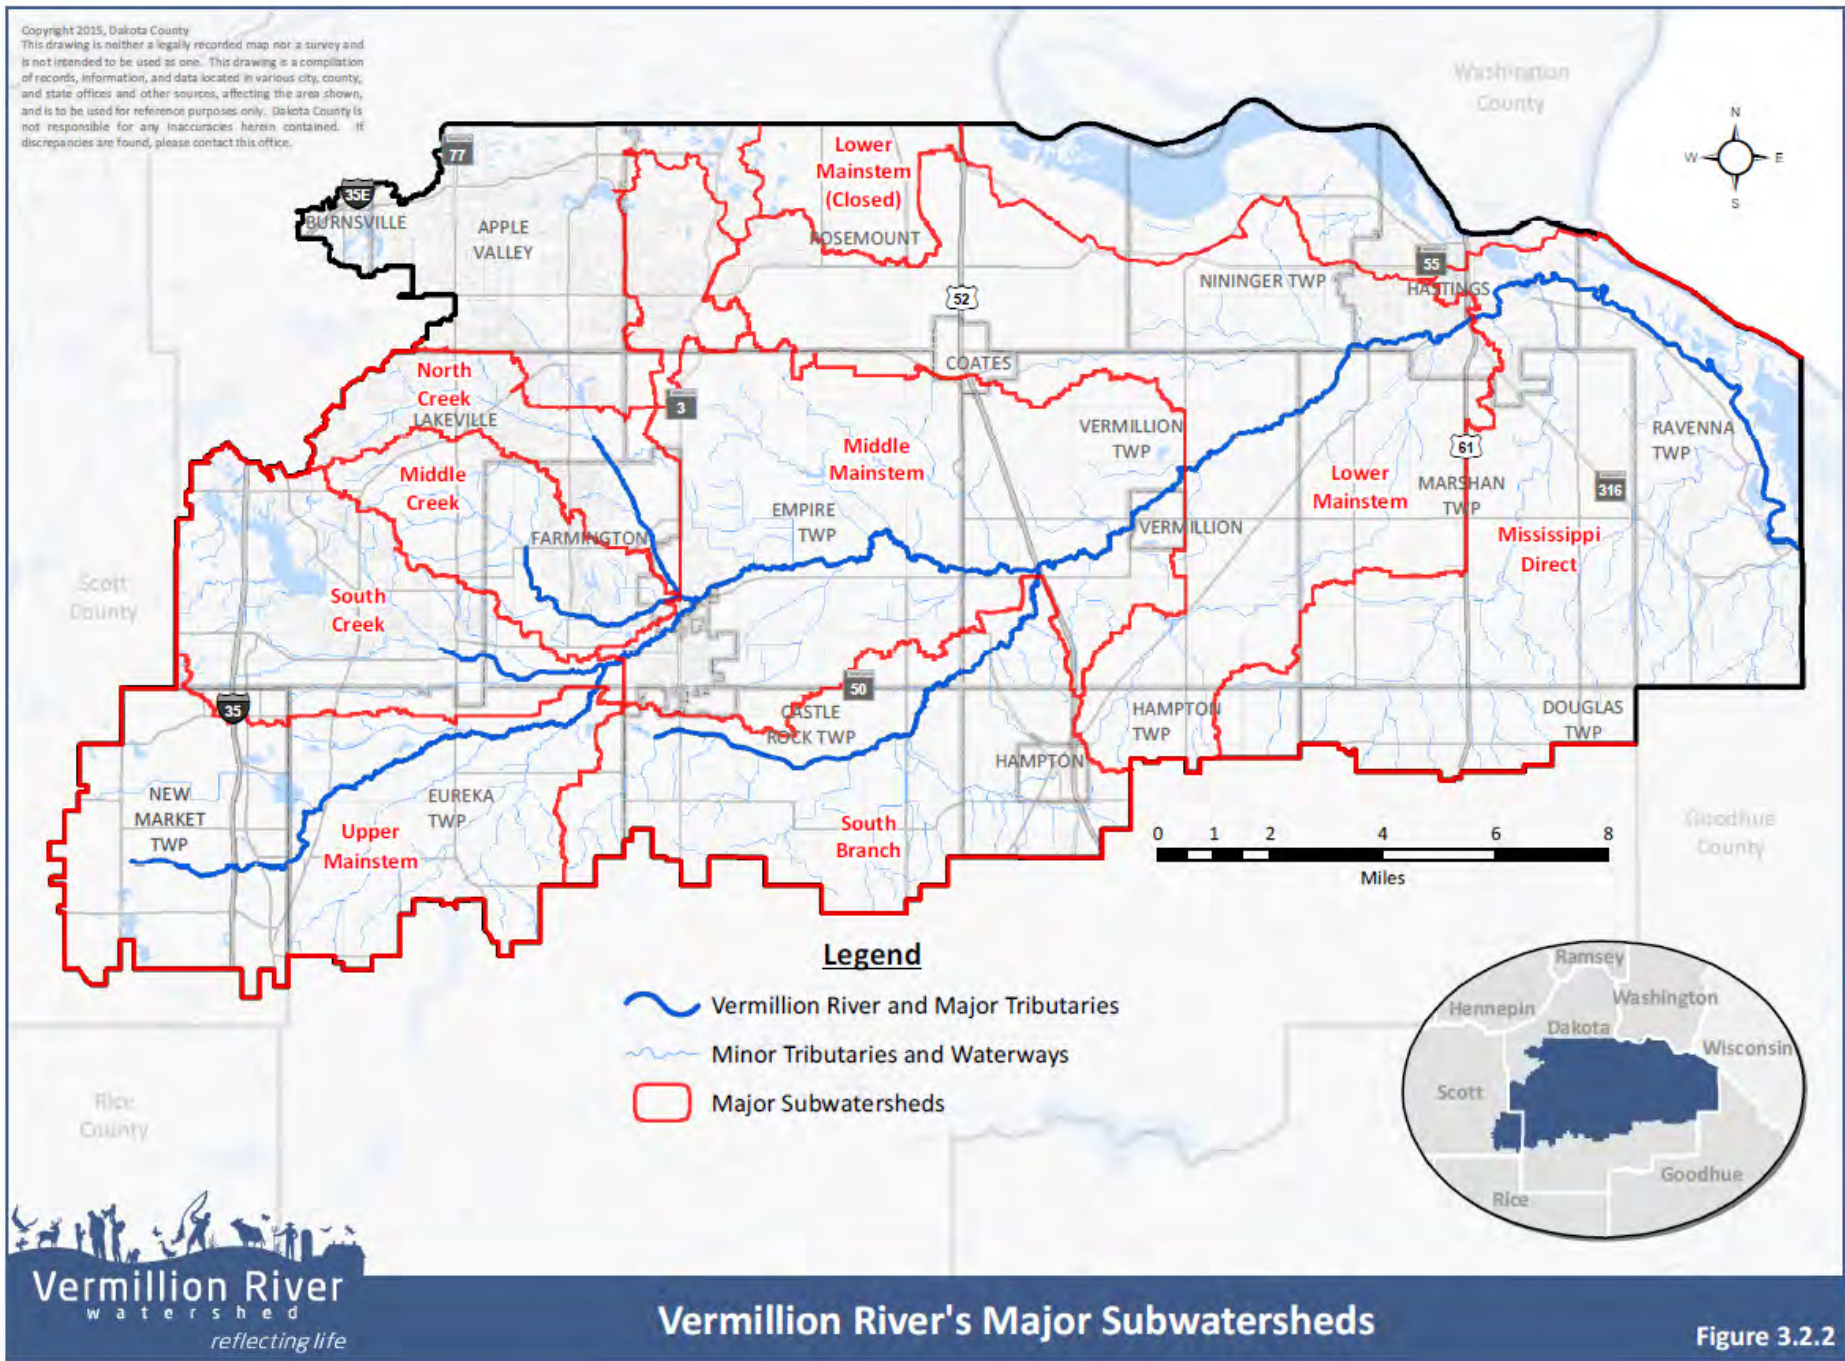 Copyright 2015, Dakota County
This drawing is neither a legally recorded map nor a survey and
is not intended to be used as one. This drawing is a compilation
of records, information, and data located in various city, county,
and state offices and other sources, affecting the area shown,
and is to be used for reference purposes only. Dakota County is
not responsible for any inaccuracies herein contained. If
discrepancies are found, please contact this office.
Washington
County
N
W
E
S
77
35E
BURNSVILLE
APPLE
VALLEY
Lower
Mainstem
(Closed)
ROSEMOUNT
52
NININGER TWP
55
HASTINGS
COATES
North
Creek
LAKEVILLE
3
Middle
Creek
Middle
Mainstem
VERMILLION
TWP
61
RAVENNA
TWP
Lower
Mainstem
MARSHAN
TWP
316
EMPIRE
TWP
FARMINGTON
VERMILLION
Mississippi
Direct
Scott
County
South
Creek
35
50
CASTLE
ROCK TWP
HAMPTON
TWP
DOUGLAS
TWP
HAMPTON
NEW
MARKET
TWP
EUREKA
TWP
Upper
Mainstem
South
Branch
Goodhue
County
0 1 2 4 6 8
Miles
Legend
Vermillion River and Major Tributaries
Minor Tributaries and Waterways
Major Subwatersheds
Rice
County
Ramsey
Hennepin
Washington
Dakota
Wisconsin
Scott
Goodhue
Rice
Vermillion River
watershed
reflecting life
Vermillion River's Major Subwatersheds
Figure 3.2.2